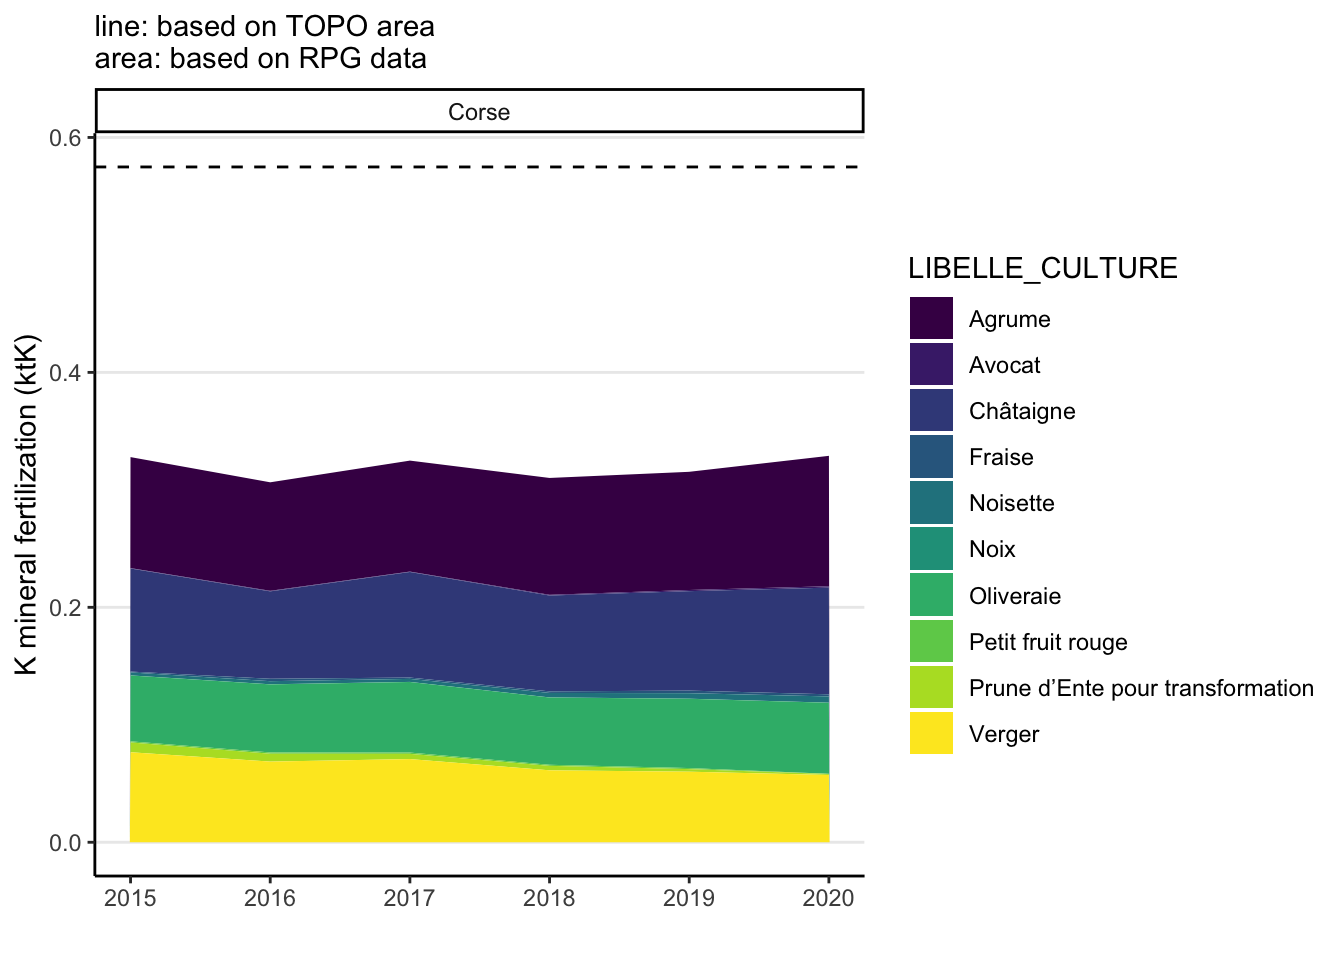 line: based on TOPO area
area: based on RPG data
Corse
0.6
0.4
0.2
0.0
K mineral fertilization (ktK)
2015 2016 2017 2018 2019 2020
LIBELLE_CULTURE
Agrume
Avocat
Châtaigne
Fraise
Noisette
Noix
Oliveraie
Petit fruit rouge
Prune d’Ente pour transformation
Verger